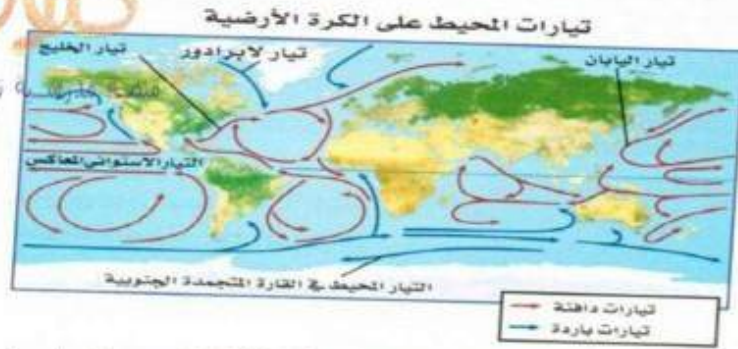 تيارات المحيط على الكرة الأرضية
تيار الخليج
تيار لابرادور
تيار اليابان
التيار الاستوائي المعاكس
التيار المحيط في القارة المتجمدة الجنوبية
تيارات دافئة
تيارات باردة